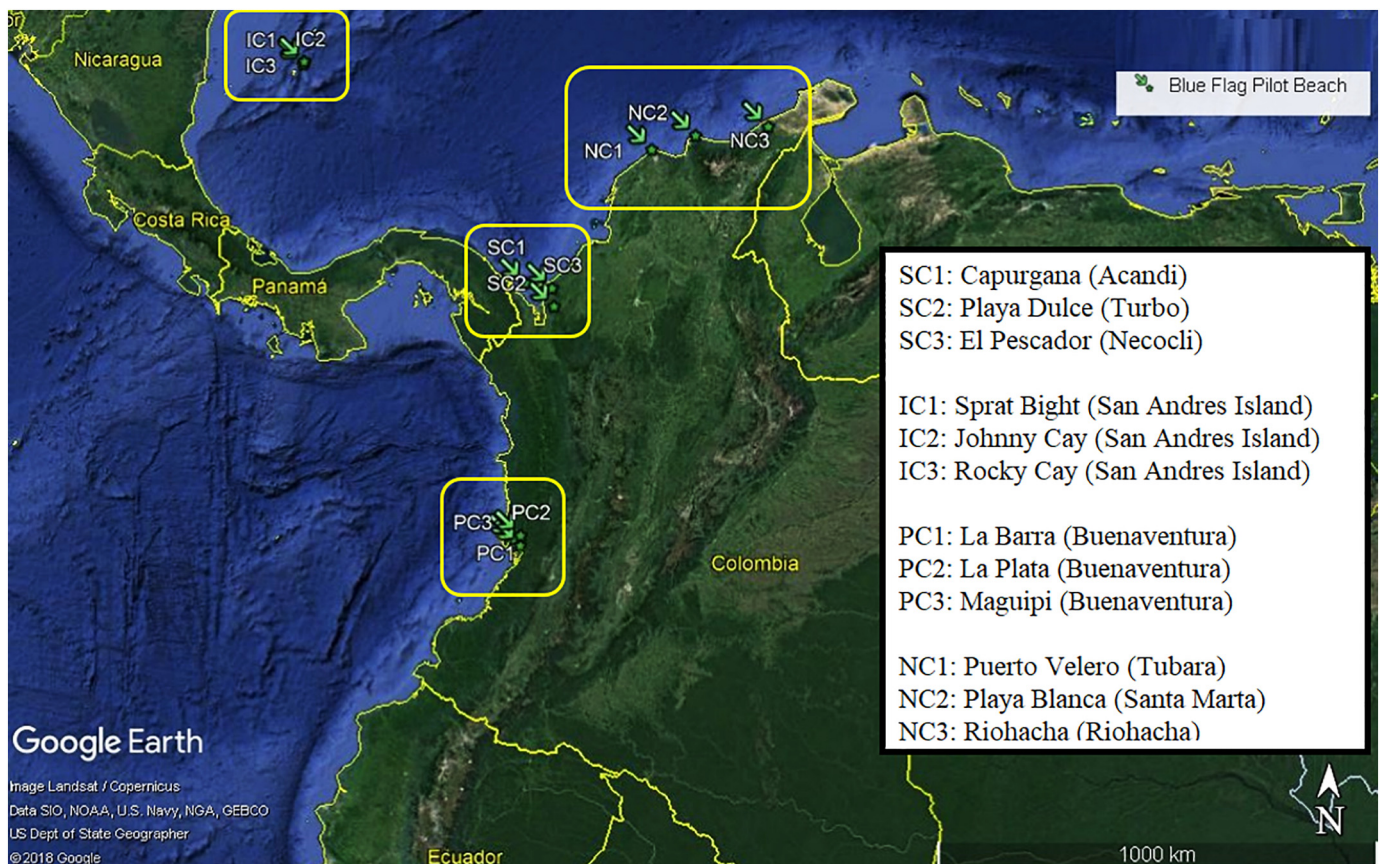 or
Nicaragua
IC1 IC2
IC3
NC2
NC1
NC3
Blue Flag Pilot Beach
Costa Rica
Panamá
SC1
SC3
SC2
SC1: Capurgana (Acandi)
SC2: Playa Dulce (Turbo)
SC3: El Pescador (Necocli)
IC1: Sprat Bight (San Andres Island)
IC2: Johnny Cay (San Andres Island)
IC3: Rocky Cay (San Andres Island)
PC1: La Barra (Buenaventura)
PC2: La Plata (Buenaventura)
PC3: Maguipi (Buenaventura)
NC1: Puerto Velero (Tubara)
NC2: Playa Blanca (Santa Marta)
NC3: Riohacha (Riohacha)
PC3 PC2
PC1
Colombia
Google Earth
Image Landsat / Copernicus
Data SIO, NOAA, U.S. Navy, NGA, GEBCO
US Dept of State Geographer
©2018 Google
Ecuador
N
1000 km